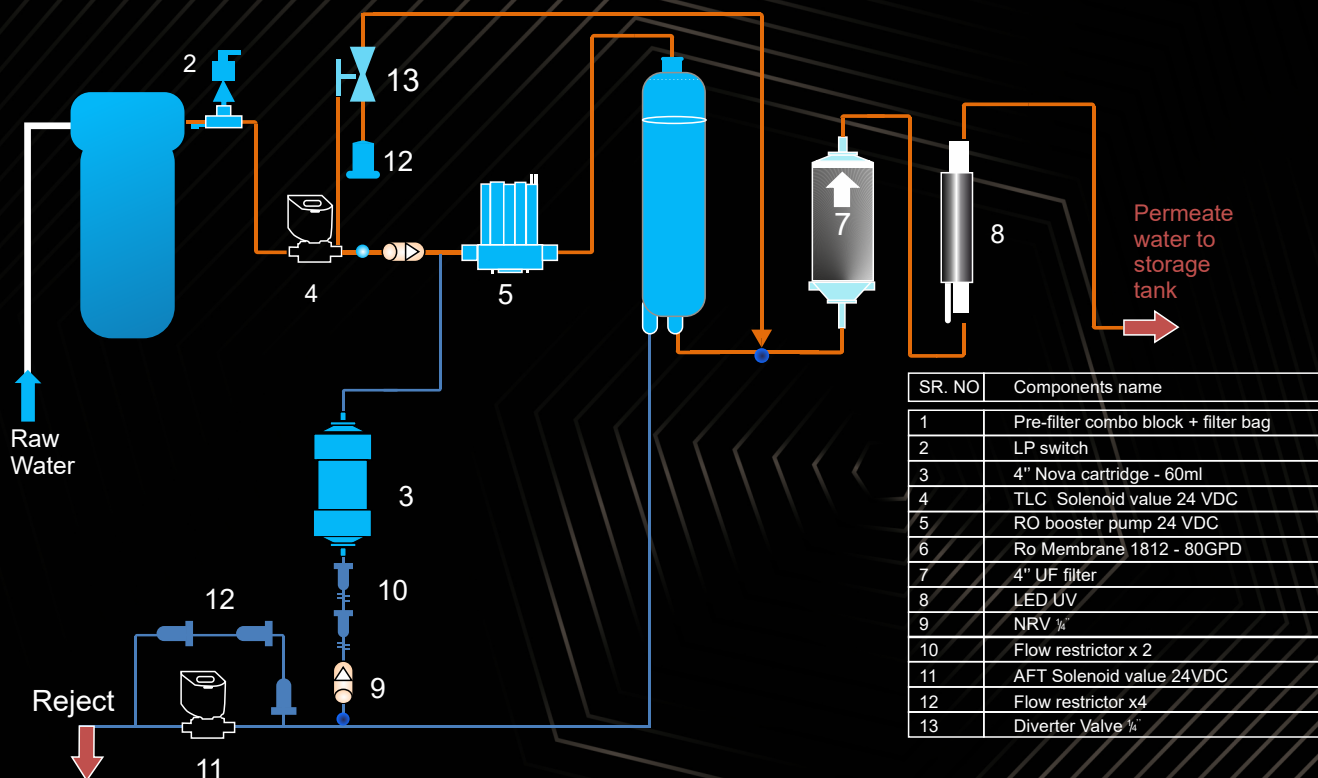 2
13
12
4
5
7
8
Permeate
water to
storage
tank
Raw
Water
3
10
12
9
Reject
11
SR. NO Components name
1 Pre-filter combo block + filter bag
2 LP switch
3 4'' Nova cartridge - 60ml
4 TLC Solenoid value 24 VDC
5 RO booster pump 24 VDC
6 Ro Membrane 1812 - 80GPD
7 4'' UF filter
8 LED UV
9 NRV ¼"
10 Flow restrictor x 2
11 AFT Solenoid value 24VDC
12 Flow restrictor x4
13 Diverter Valve ¼"